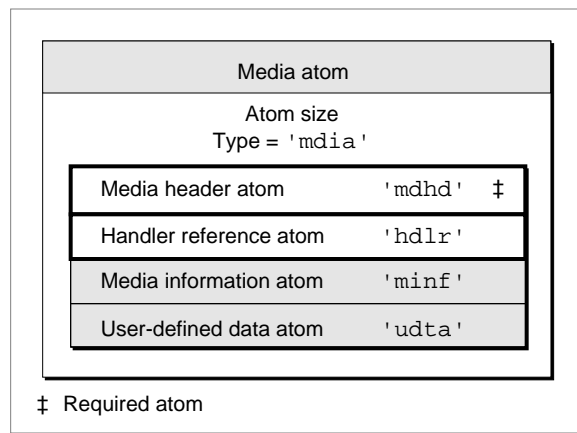 Media atom
Atom size
Type = 'mdia'
Media header atom 'mdhd' ‡
Handler reference atom 'hdlr'
Media information atom 'minf'
User-defined data atom 'udta'
‡ Required atom